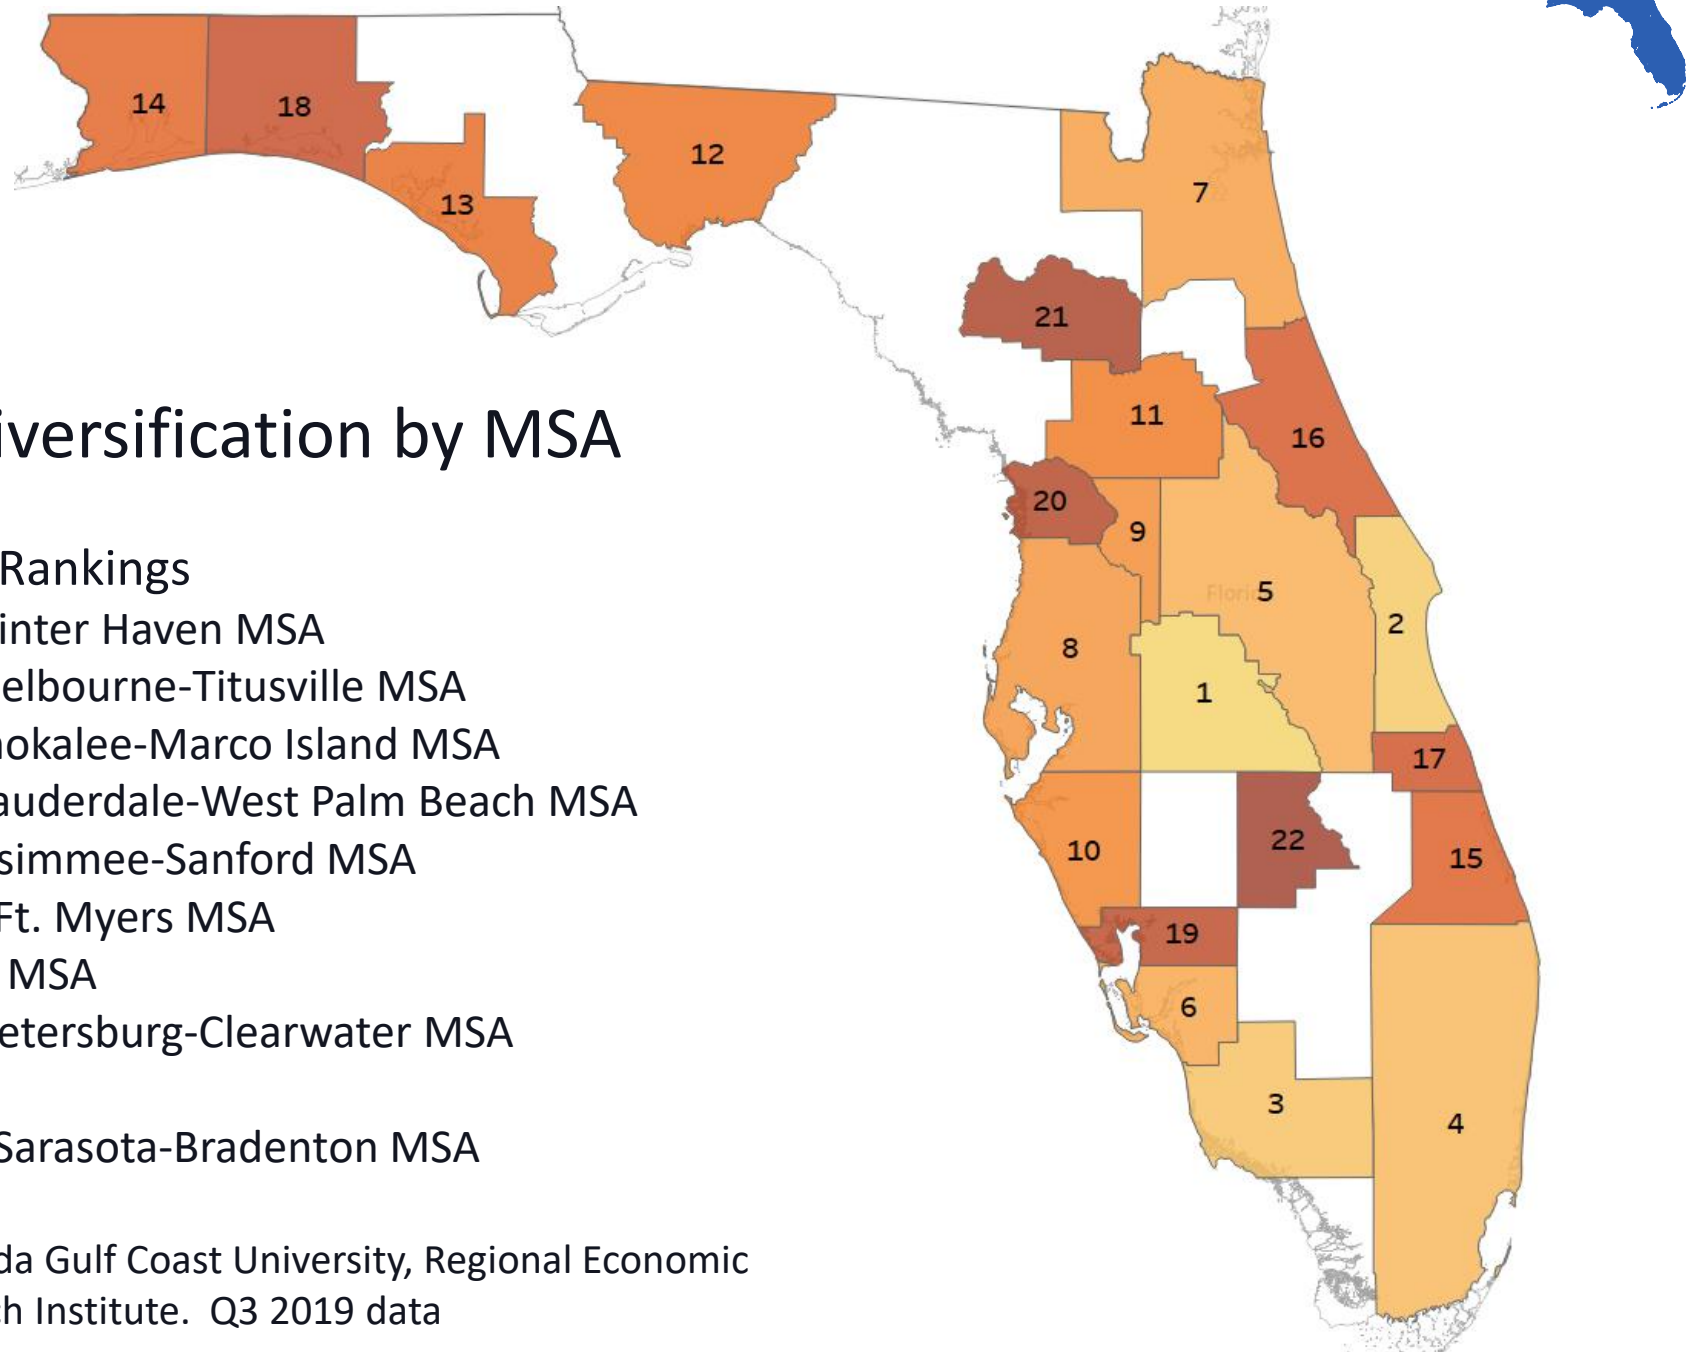 14
18
12
13
7
21
iversification by MSA
11
16
20
9
Rankings
5
2
inter Haven MSA
8
elbourne-Titusville MSA
1
okalee-Marco Island MSA
17
auderdale-West Palm Beach MSA
22
simmee-Sanford MSA
10
15
Ft. Myers MSA
19
MSA
6
etersburg-Clearwater MSA
3
4
Sarasota-Bradenton MSA
da Gulf Coast University, Regional Economic
ch Institute. Q3 2019 data